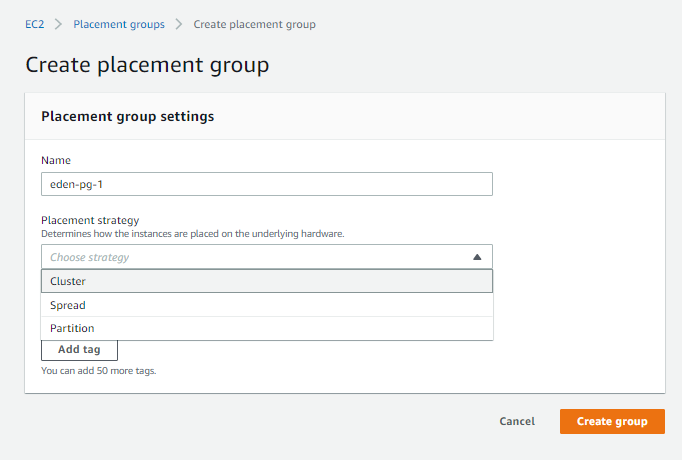 EC2 > Placement groups > Create placement group
Create placement group
Placement group settings
Name
eden-pg-1
Placement strategy
Determines how the instances are placed on the underlying hardware.
Choose strategy
Cluster
Spread
Partition
Add tag
You can add 50 more tags.
Cancel Create group